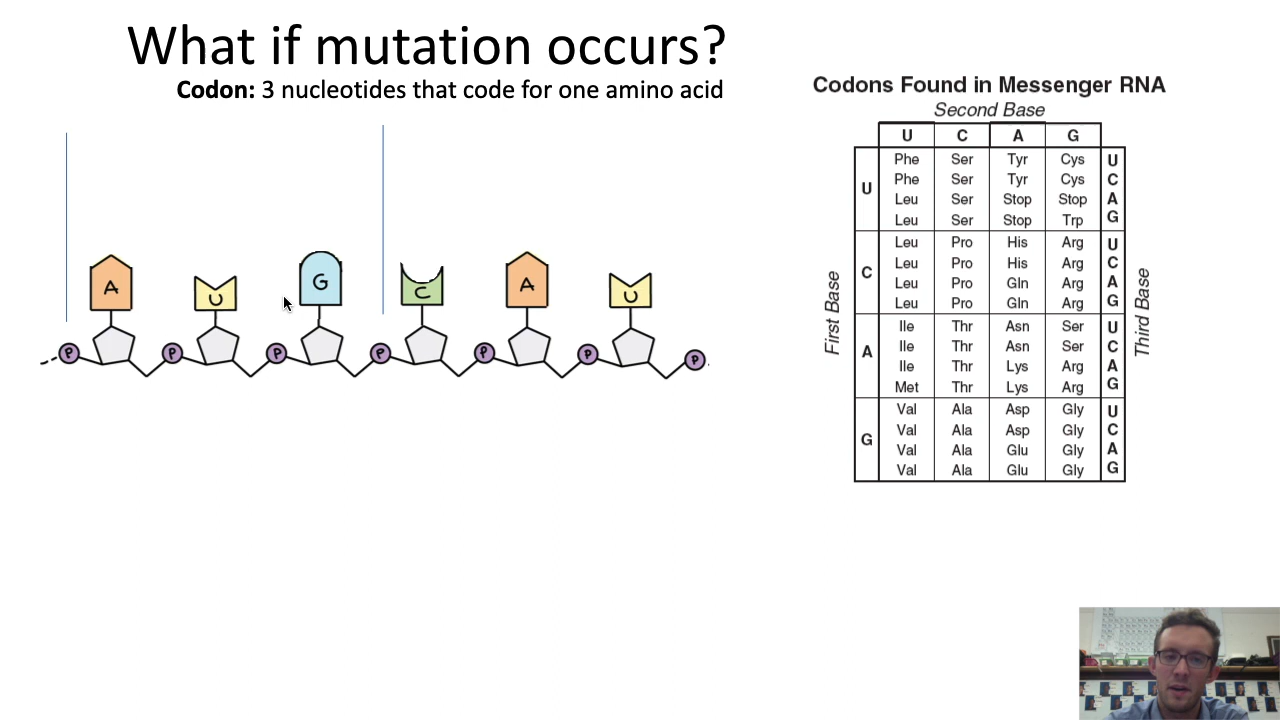 What if mutation occurs?
Codon: 3 nucleotides that code for one amino acid
A U G C A U
P P P P P P P
Codons Found in Messenger RNA
Second Base
U C A G
First Base
Third Base
U Phe Ser Tyr Cys U
Phe Ser Tyr Cys C
Leu Ser Stop Stop A
Leu Ser Stop Trp G
C Leu Pro His Arg U
Leu Pro His Arg C
Leu Pro Gln Arg A
Leu Pro Gln Arg G
A Ile Thr Asn Ser U
Ile Thr Asn Ser C
Ile Thr Lys Arg A
Met Thr Lys Arg G
G Val Ala Asp Gly U
Val Ala Asp Gly C
Val Ala Glu Gly A
Val Ala Glu Gly G